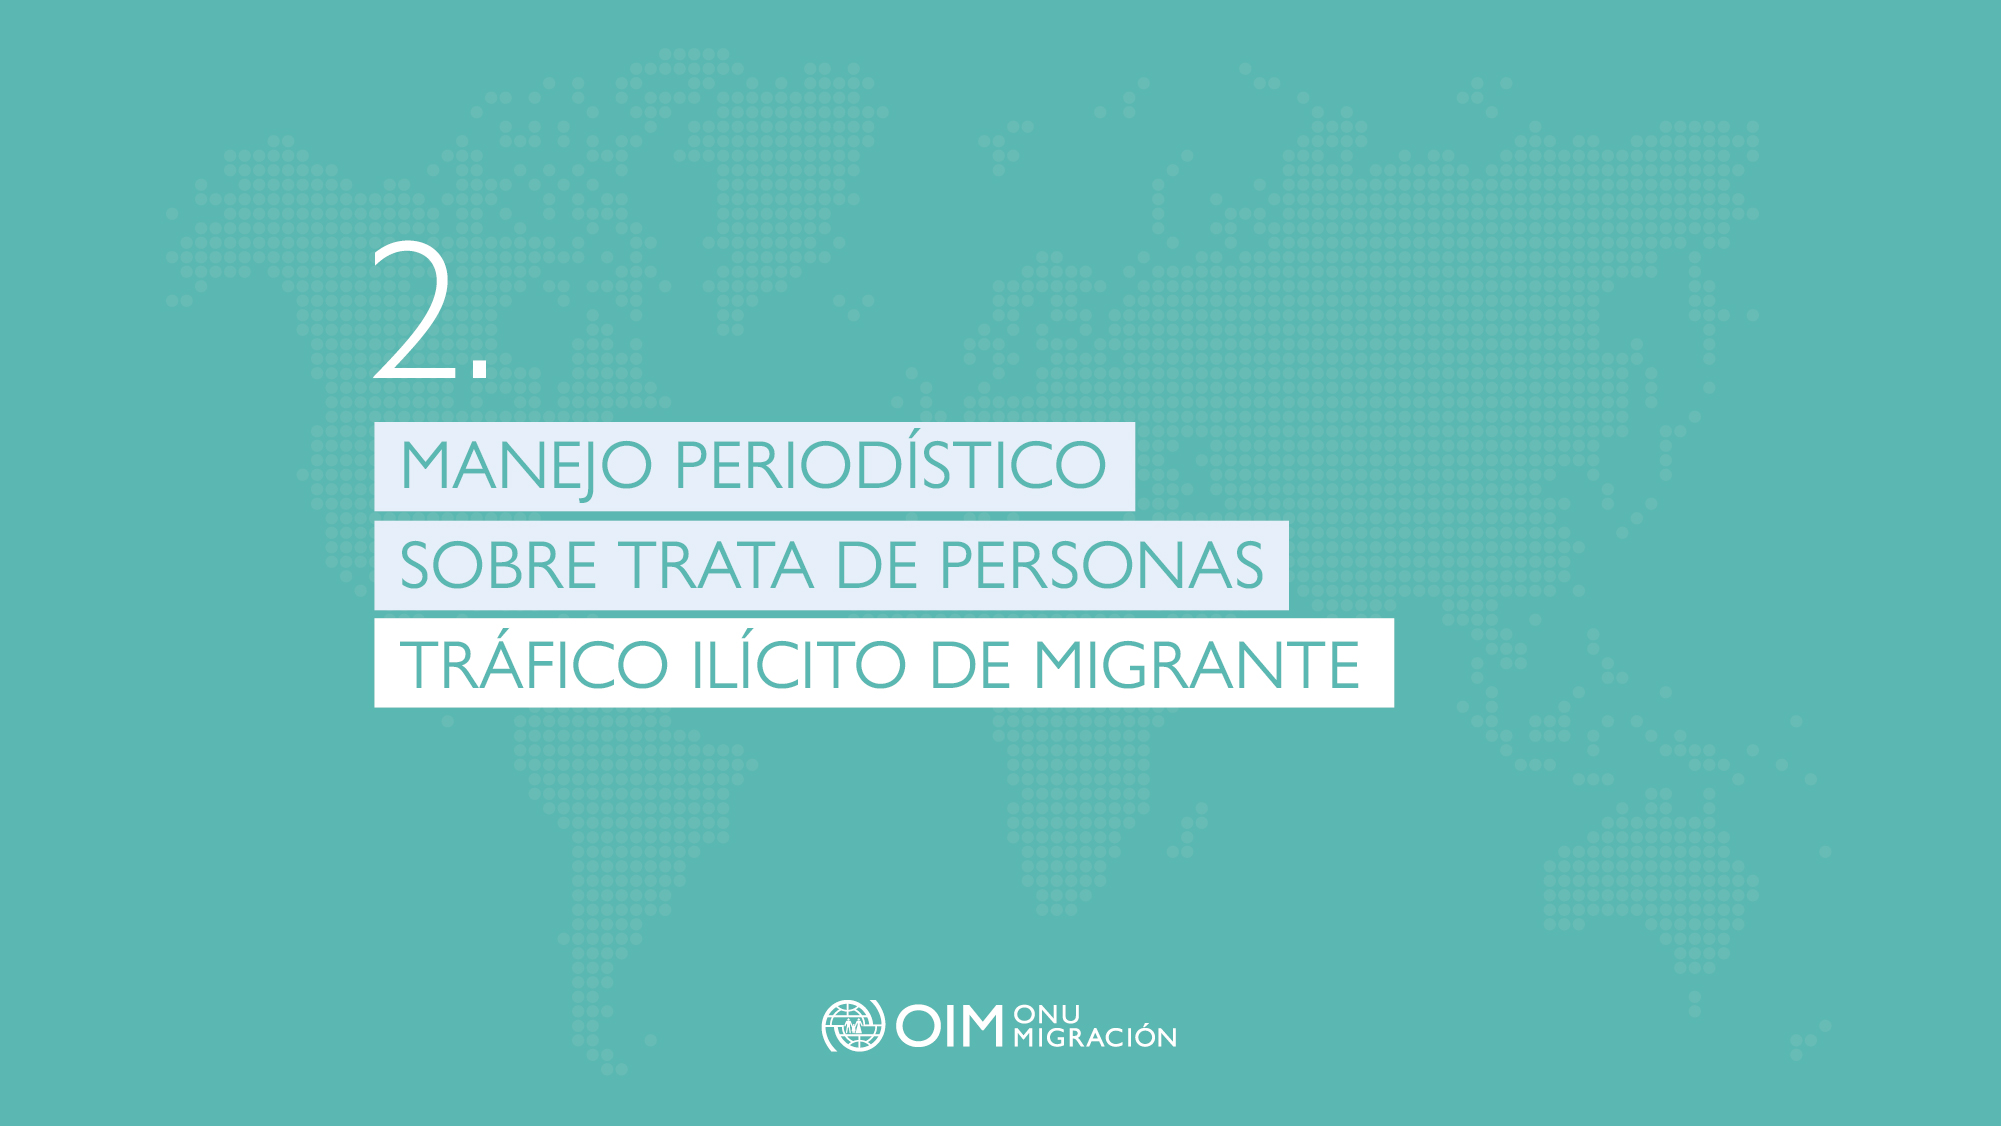 2.
MANEJO PERIODÍSTICO
SOBRE TRATA DE PERSONAS
TRÁFICO ILÍCITO DE MIGRANTE
OIM ONU
MIGRACIÓN